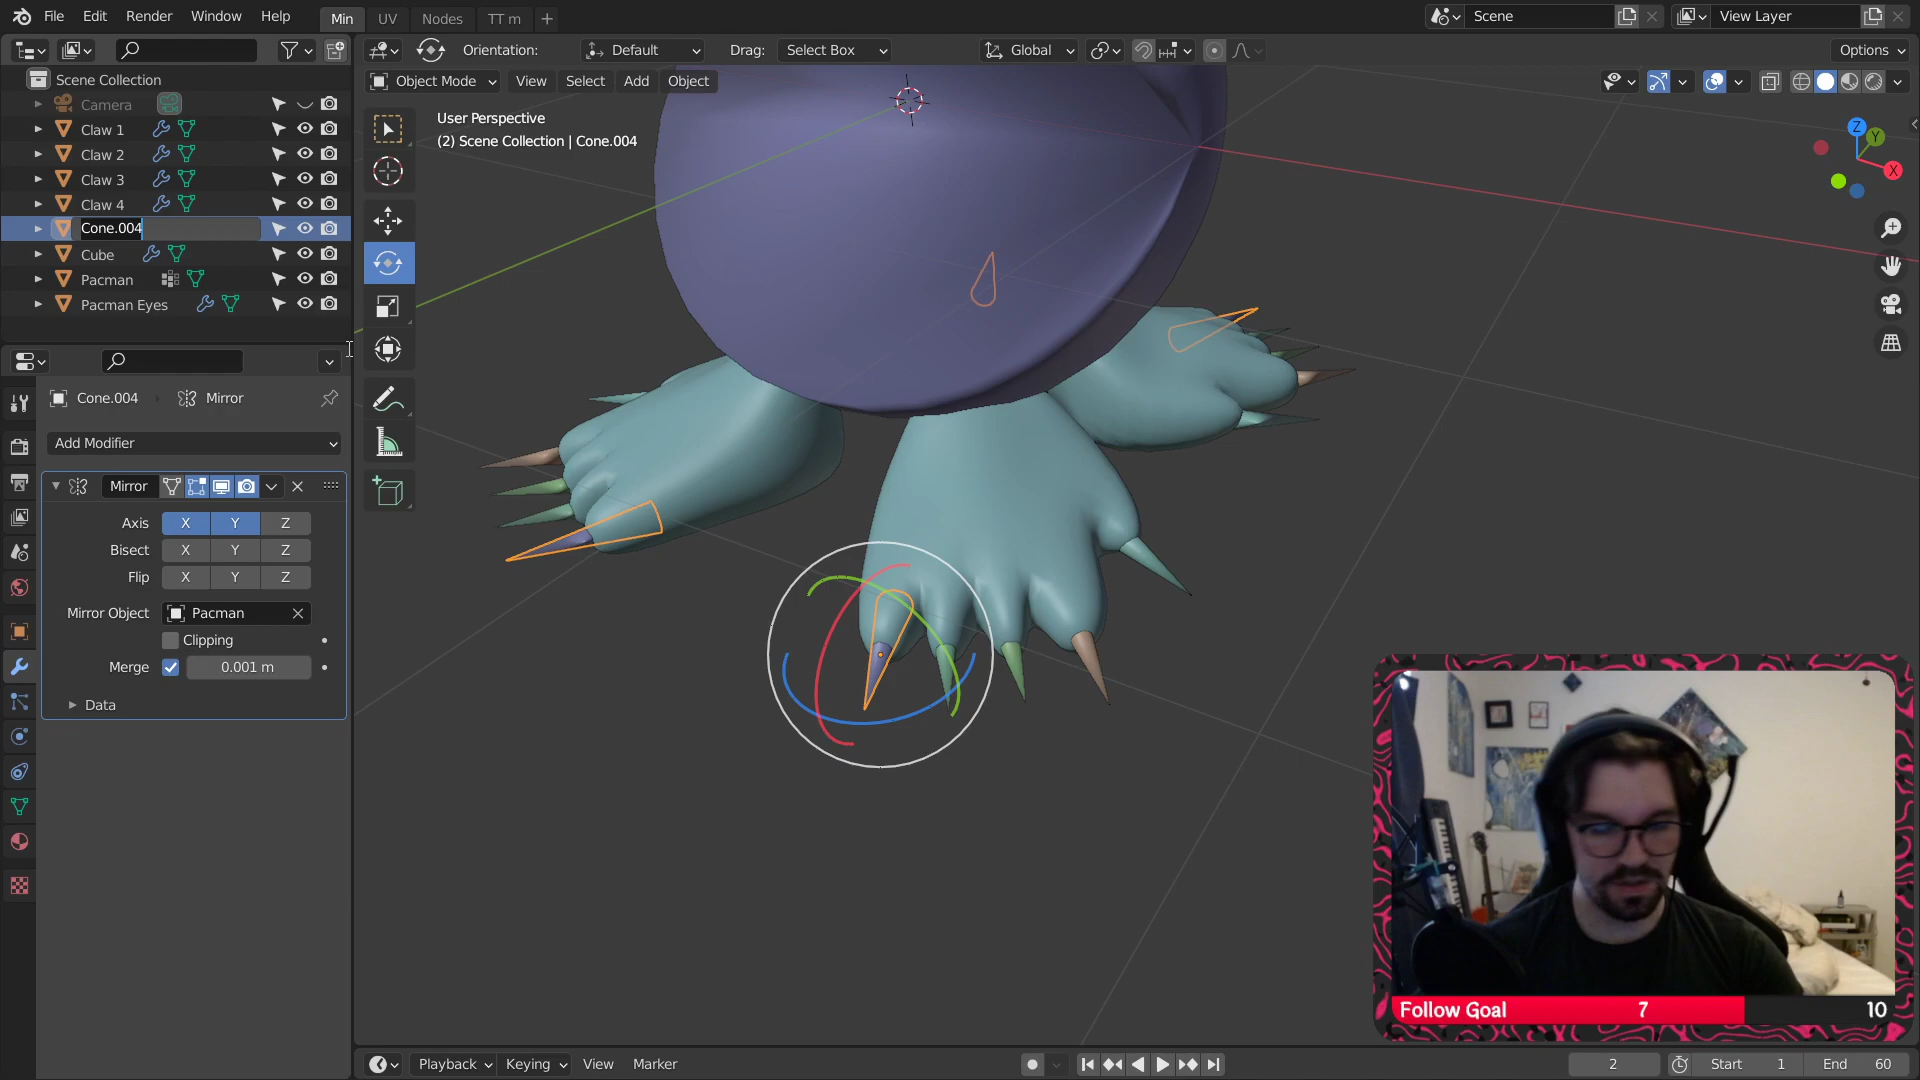 File Edit Render Window Help Min UV Nodes TT m + Scene View Layer
Orientation: Default Drag: Select Box Global Options
Object Mode View Select Add Object
Scene Collection
Camera
Claw 1
Claw 2
Claw 3
Claw 4
Cone.004
Cube
Pacman
Pacman Eyes
User Perspective
(2) Scene Collection | Cone.004
Z
Y
X
Cone.004 Mirror
Add Modifier
Mirror
Axis X Y Z
Bisect X Y Z
Flip X Y Z
Mirror Object Pacman
Clipping
Merge 0.001 m
Data
Follow Goal 7 10
Playback Keying View Marker 2 Start 1 End 60